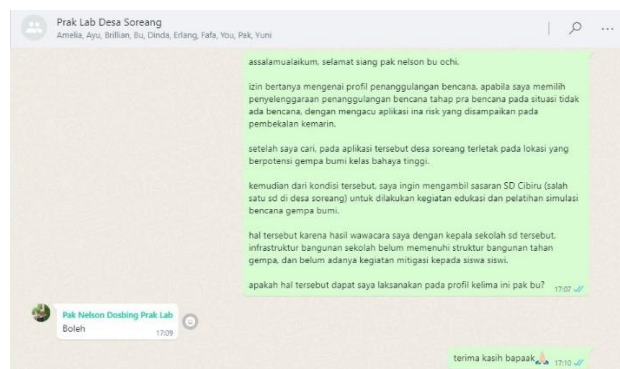 Prak Lab Desa Soreang
Amelia, Ayu, Brillian, Bu, Dinda, Erlang, Fafa, You, Pak, Yuni
assalamualaikum, selamat siang pak nelson bu ochi.
izin bertanya mengenai profil penanggulangan bencana, apabila saya memilih
penyelenggaraan penanggulangan bencana tahap pra bencana pada situasi tidak
ada bencana, dengan mengacu aplikasi ina risk yang disampaikan pada
pembekalan kemarin.
setelah saya cari, pada aplikasi tersebut desa soreang terletak pada lokasi yang
berpotensi gempa bumi kelas bahaya tinggi.
kemudian dari kondisi tersebut, saya ingin mengambil sasaran SD Cibiru (salah
satu sd di desa soreang) untuk dilakukan kegiatan edukasi dan pelatihan simulasi
bencana gempa bumi.
hal tersebut karena hasil wawacara saya dengan kepala sekolah sd tersebut,
infrastruktur bangunan sekolah belum memenuhi struktur bangunan tahan
gempa, dan belum adanya kegiatan mitigasi kepada siswa siswi.
apakah hal tersebut dapat saya laksanakan pada profil kelima ini pak bu?
17:07
Pak Nelson Dosbing Prak Lab
Boleh
17:09
terima kasih bapaak🙏🏻
17:10